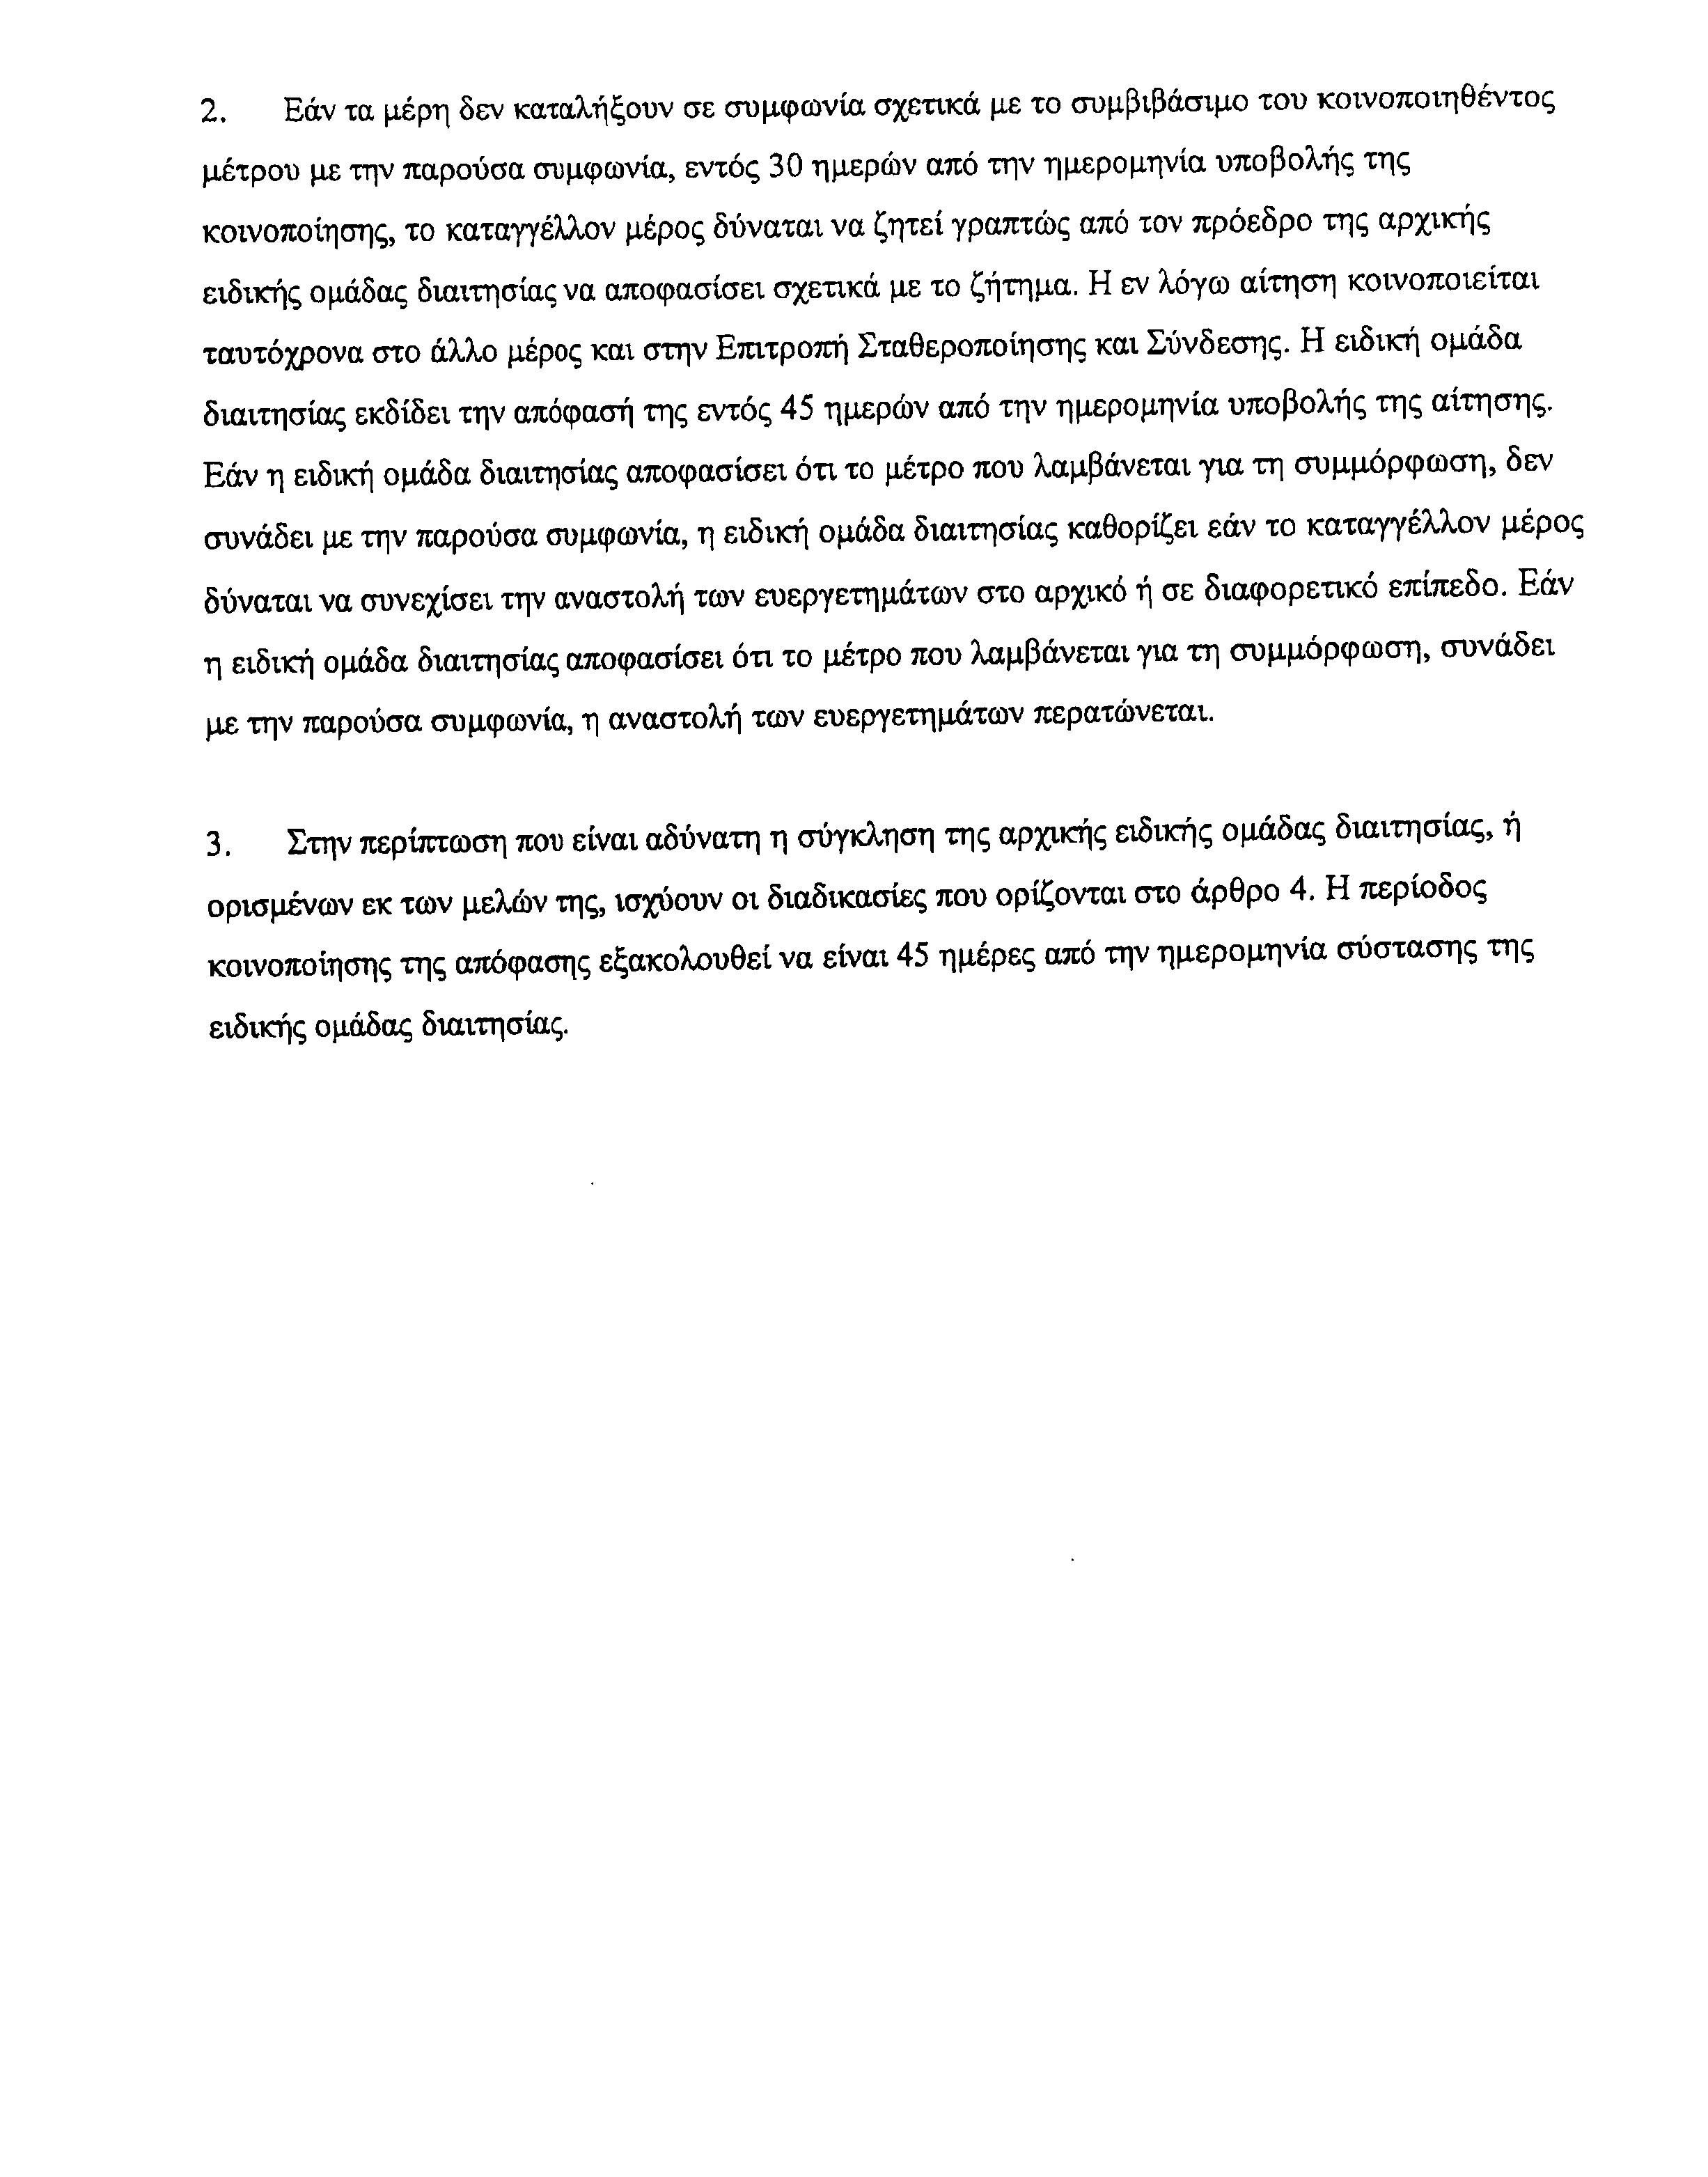 2. Εάν τα μέρη δεν καταλήξουν σε συμφωνία σχετικά με το συμβιβάσιμο του κοινοποιηθέντος
μέτρου με την παρούσα συμφωνία, εντός 30 ημερών από την ημερομηνία υποβολής της
κοινοποίησης, το καταγγέλλον μέρος δύναται να ζητεί γραπτώς από τον πρόεδρο της αρχικής
ειδικής ομάδας διαιτησίας να αποφασίσει σχετικά με το ζήτημα. Η εν λόγω αίτηση κοινοποιείται
ταυτόχρονα στο άλλο μέρος και στην Επιτροπή Σταθεροποίησης και Σύνδεσης. Η ειδική ομάδα
διαιτησίας εκδίδει την απόφασή της εντός 45 ημερών από την ημερομηνία υποβολής της αίτησης.
Εάν η ειδική ομάδα διαιτησίας αποφασίσει ότι το μέτρο που λαμβάνεται για τη συμμόρφωση, δεν
συνάδει με την παρούσα συμφωνία, η ειδική ομάδα διαιτησίας καθορίζει εάν το καταγγέλλον μέρος
δύναται να συνεχίσει την αναστολή των ευεργετημάτων στο αρχικό ή σε διαφορετικό επίπεδο. Εάν
η ειδική ομάδα διαιτησίας αποφασίσει ότι το μέτρο που λαμβάνεται για τη συμμόρφωση, συνάδει
με την παρούσα συμφωνία, η αναστολή των ευεργετημάτων περατώνεται.
3. Στην περίπτωση που είναι αδύνατη η σύγκληση της αρχικής ειδικής ομάδας διαιτησίας, ή
ορισμένων εκ των μελών της, ισχύουν οι διαδικασίες που ορίζονται στο άρθρο 4. Η περίοδος
κοινοποίησης της απόφασης εξακολουθεί να είναι 45 ημέρες από την ημερομηνία σύστασης της
ειδικής ομάδας διαιτησίας.